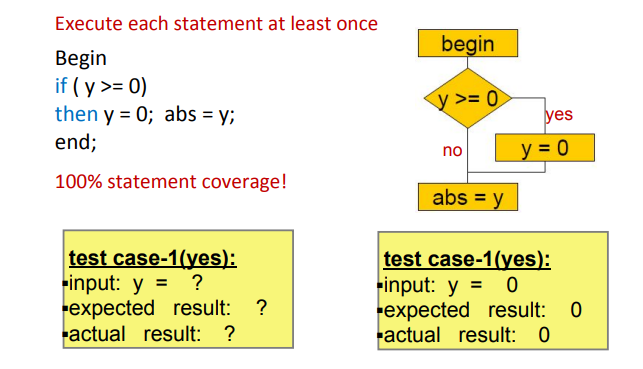 Execute each statement at least once
Begin
if ( y >= 0)
then y = 0; abs = y;
end;
100% statement coverage!
begin
y >= 0
yes
no
y = 0
abs = y
test case-1(yes):
▪input: y = ?
▪expected result: ?
▪actual result: ?
test case-1(yes):
▪input: y = 0
▪expected result: 0
▪actual result: 0